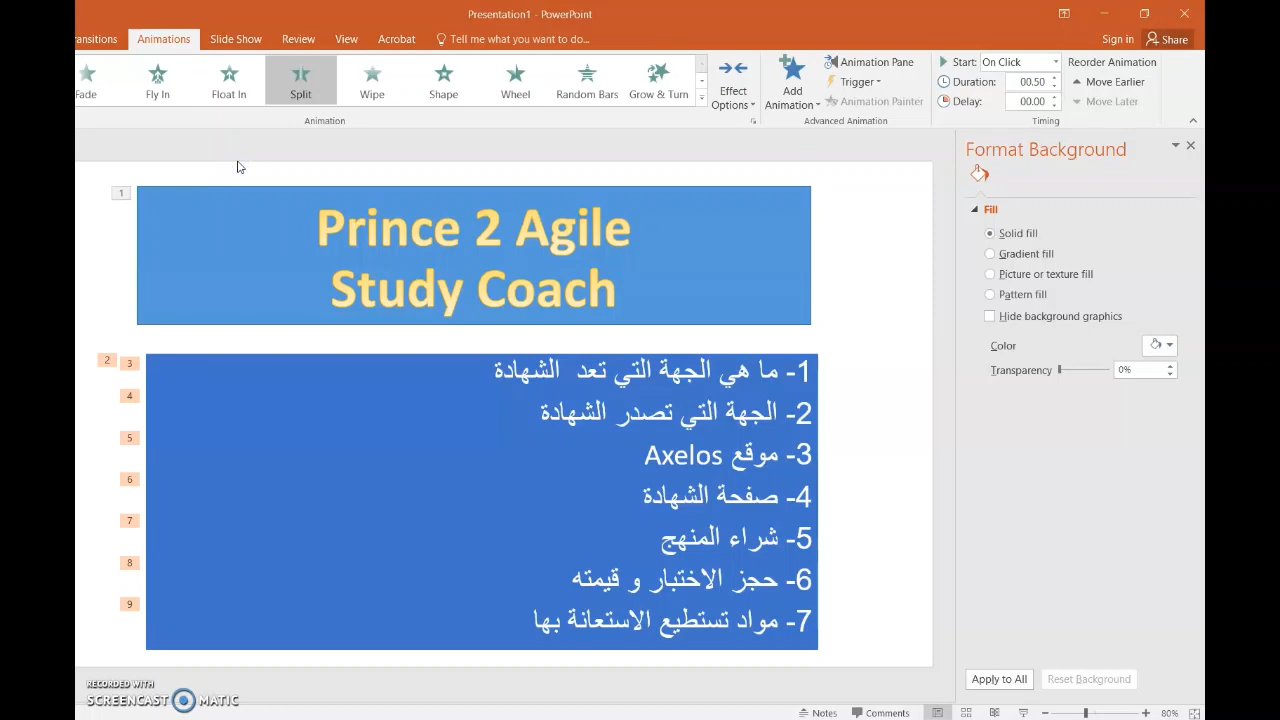 Presentation1 - PowerPoint
ansitions Animations Slide Show Review View Acrobat Tell me what you want to do... Sign in Share
Fade Fly In Float In Split Wipe Shape Wheel Random Bars Grow & Turn
Effect Options
Add Animation
Animation Pane
Trigger
Animation Painter
Start: On Click
Duration: 00.50
Delay: 00.00
Reorder Animation
Move Earlier
Move Later
Animation Advanced Animation Timing
Format Background
Fill
Solid fill
Gradient fill
Picture or texture fill
Pattern fill
Hide background graphics
Color
Transparency 0%
Apply to All Reset Background
1
Prince 2 Agile
Study Coach
2
3
4
5
6
7
8
9
1- ما هي الجهة التي تعد الشهادة
2- الجهة التي تصدر الشهادة
3- موقع Axelos
4- صفحة الشهادة
5- شراء المنهج
6- حجز الاختبار و قيمته
7- مواد تستطيع الاستعانة بها
RECORDED WITH
SCREENCAST MATIC
Notes Comments 80%